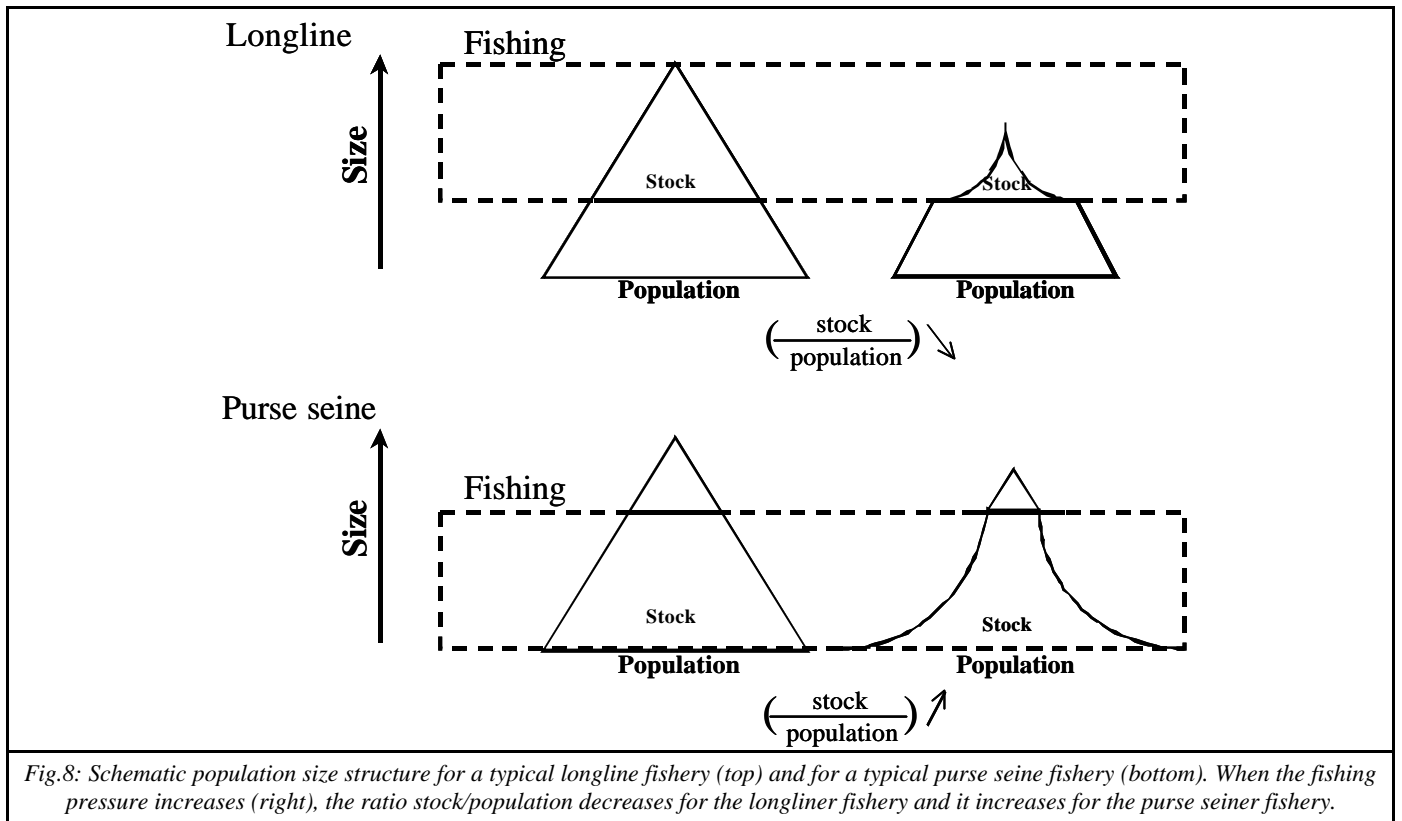 Longline
Fishing
Size
Stock
Stock
Population
Population
( stock / population )
Purse seine
Fishing
Size
Stock
Stock
Population
Population
( stock / population )
Fig.8: Schematic population size structure for a typical longline fishery (top) and for a typical purse seine fishery (bottom). When the fishing
pressure increases (right), the ratio stock/population decreases for the longliner fishery and it increases for the purse seiner fishery.